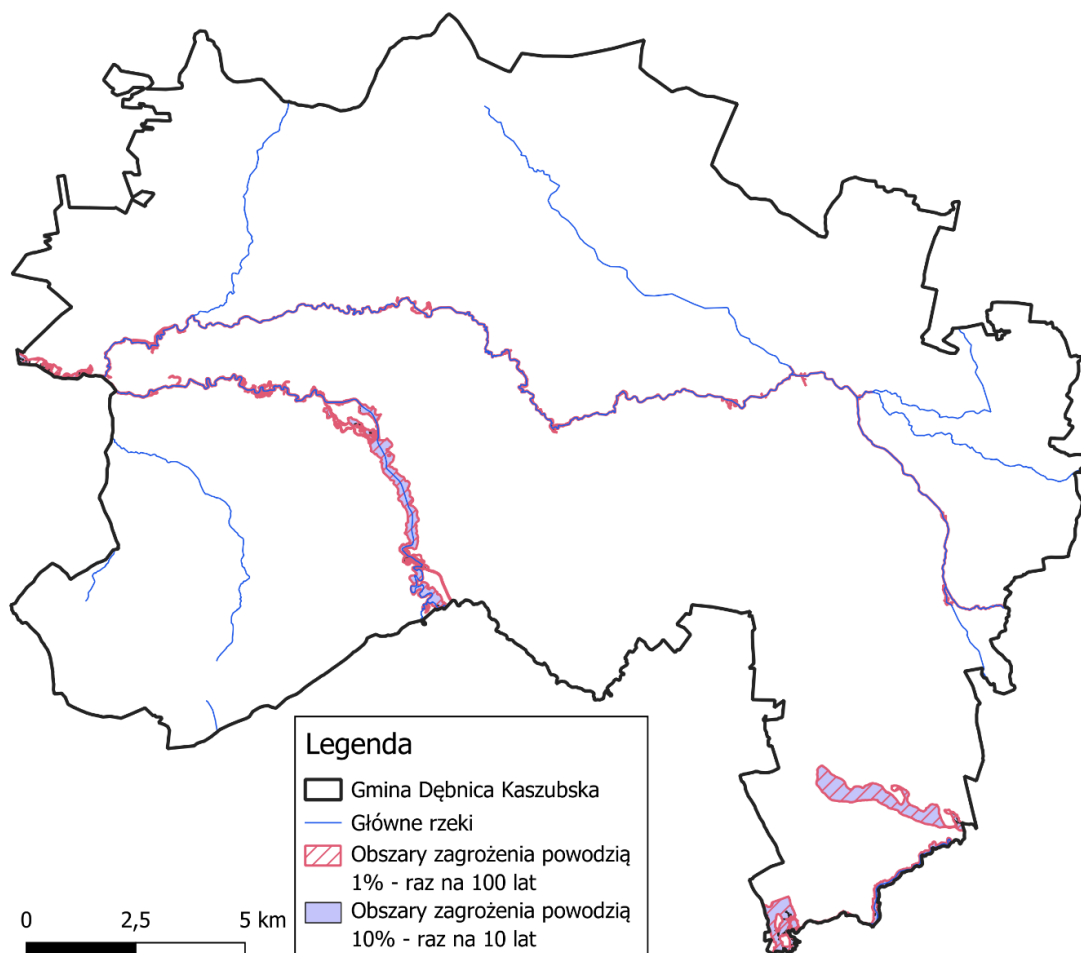 Legenda
Gmina Dębnica Kaszubska
Główne rzeki
Obszary zagrożenia powodzią
1% - raz na 100 lat
Obszary zagrożenia powodzią
10% - raz na 10 lat
0 2,5 5 km